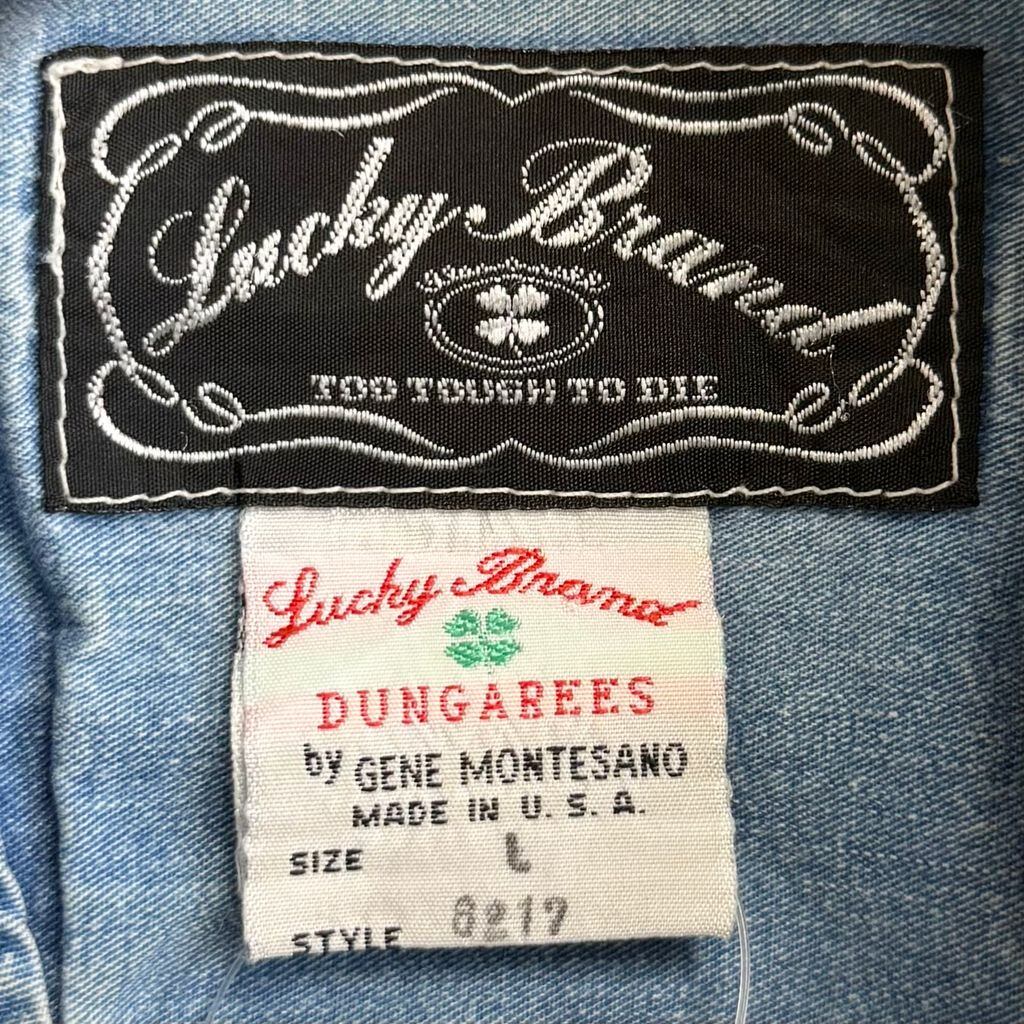 Lucky Brand
TOO TOUGH TO DIE
Lucky Brand
DUNGAREES
by GENE MONTESANO
MADE IN U. S. A.
SIZE L
STYLE 6217